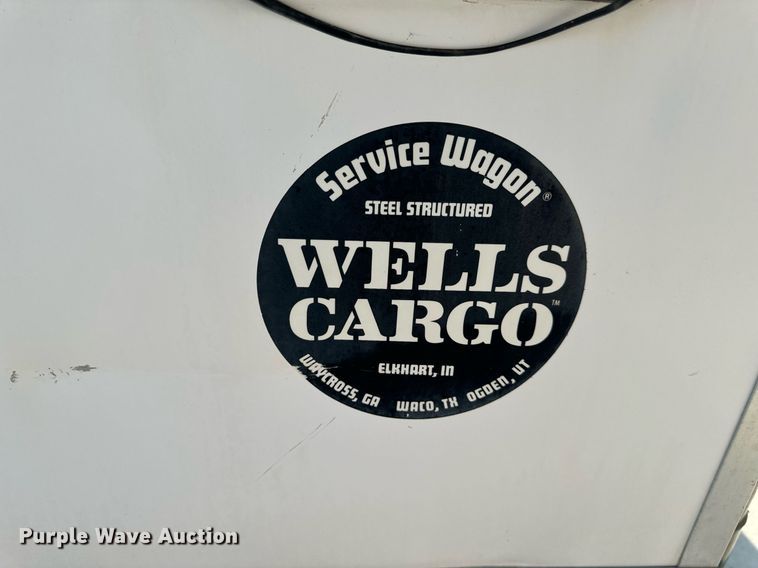 Service Wagon®
STEEL STRUCTURED
WELLS
CARGO™
ELKHART, IN
WAYCROSS, GA WACO, TX OGDEN, UT
Purple Wave Auction